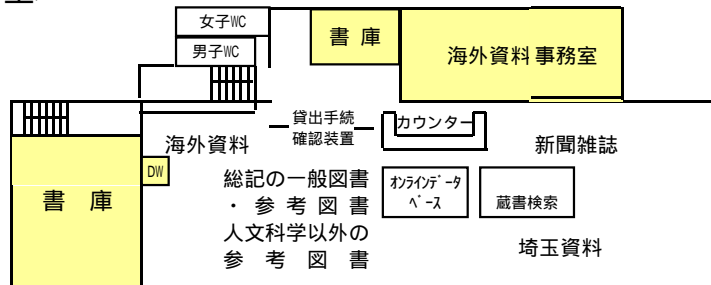 女子WC
男子WC
書 庫
海外資料 事務室
貸出手続
確認装置
カウンター
海外資料
新聞雑誌
DW
書 庫
総記の一般図書
・ 参 考 図 書
人文科学以外の
参 考 図 書
オンラインデータ
ベース
蔵書検索
埼玉資料